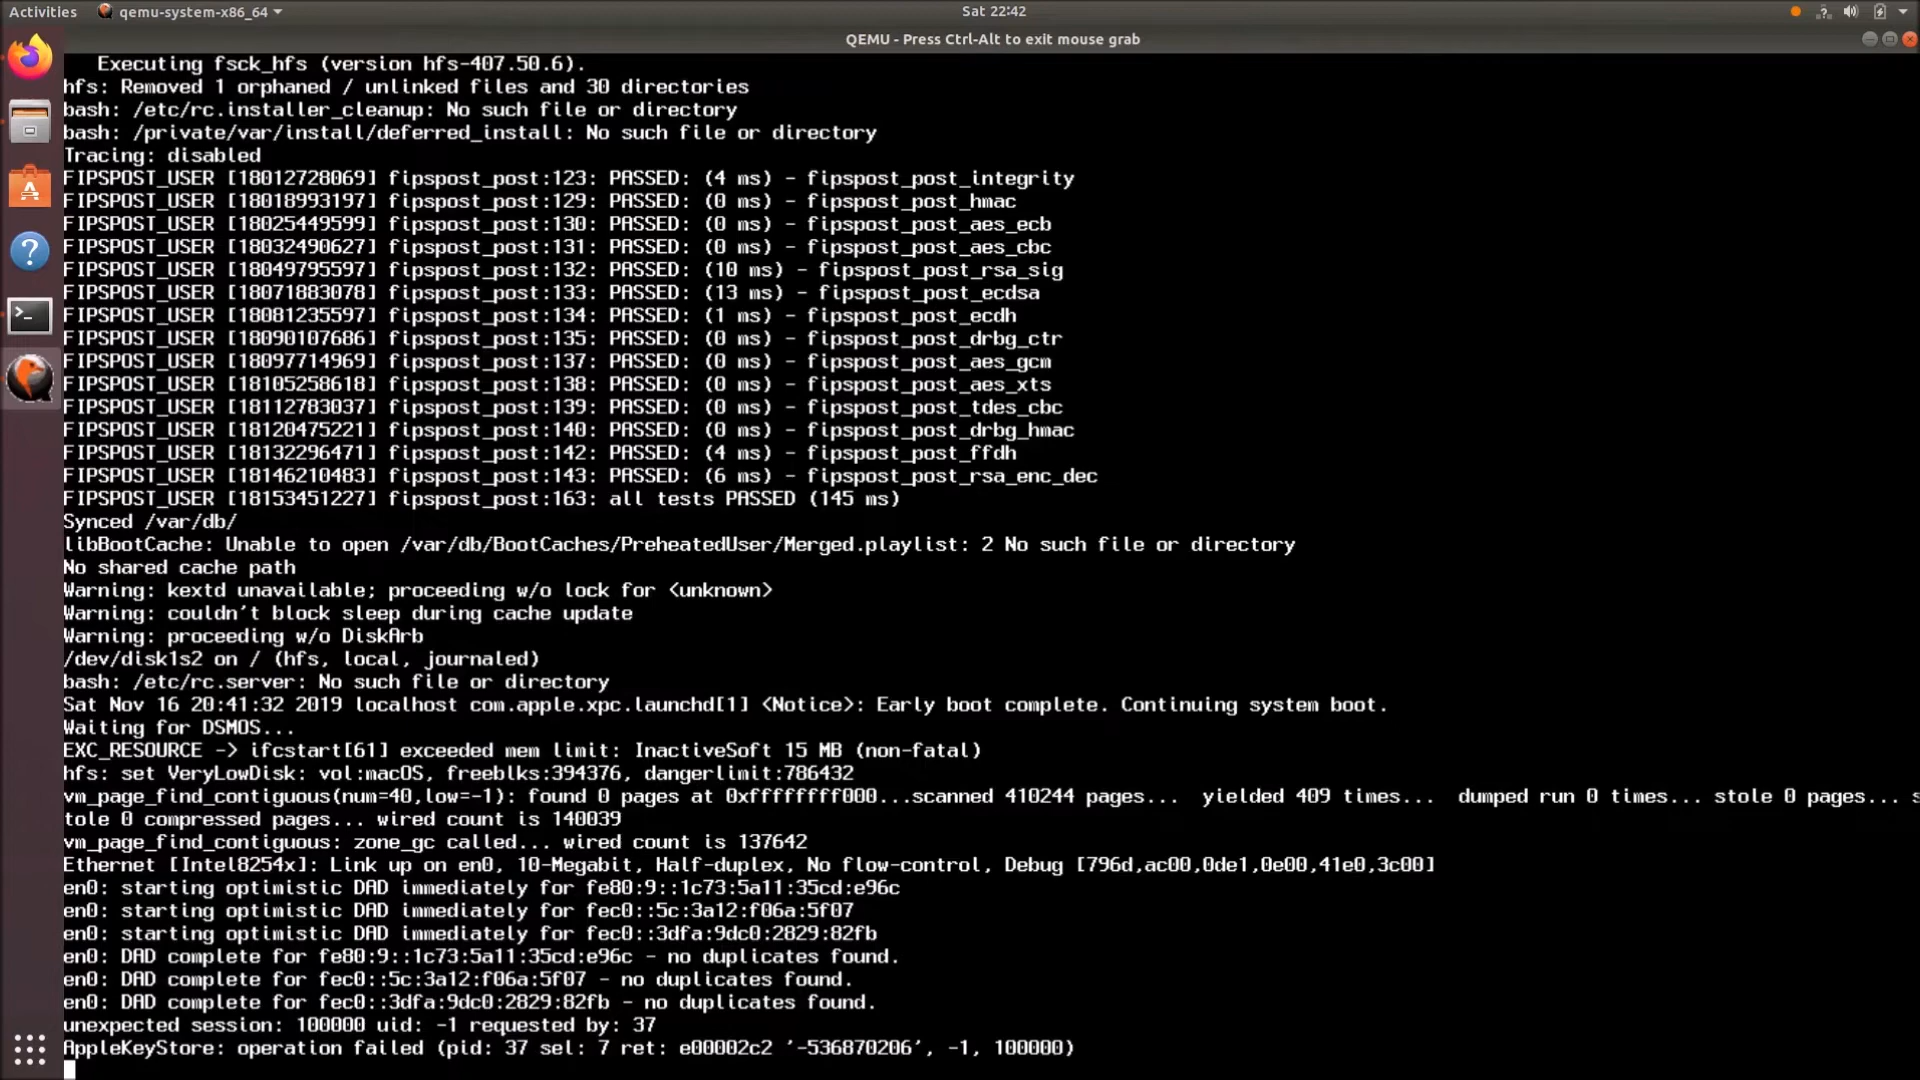 Activities
qemu-system-x86_64
Sat 22:42
QEMU - Press Ctrl-Alt to exit mouse grab
Executing fsck_hfs (version hfs-407.50.6).
hfs: Removed 1 orphaned / unlinked files and 30 directories
bash: /etc/rc.installer_cleanup: No such file or directory
bash: /private/var/install/deferred_install: No such file or directory
Tracing: disabled
FIPSPOST_USER [18012728069] fipspost_post:123: PASSED: (4 ms) - fipspost_post_integrity
FIPSPOST_USER [18018993197] fipspost_post:129: PASSED: (0 ms) - fipspost_post_hmac
FIPSPOST_USER [18025449599] fipspost_post:130: PASSED: (0 ms) - fipspost_post_aes_ecb
FIPSPOST_USER [18032490627] fipspost_post:131: PASSED: (0 ms) - fipspost_post_aes_cbc
FIPSPOST_USER [18049795597] fipspost_post:132: PASSED: (10 ms) - fipspost_post_rsa_sig
FIPSPOST_USER [18071883078] fipspost_post:133: PASSED: (13 ms) - fipspost_post_ecdsa
FIPSPOST_USER [18081235597] fipspost_post:134: PASSED: (1 ms) - fipspost_post_ecdh
FIPSPOST_USER [18090107686] fipspost_post:135: PASSED: (0 ms) - fipspost_post_drbg_ctr
FIPSPOST_USER [18097714969] fipspost_post:137: PASSED: (0 ms) - fipspost_post_aes_gcm
FIPSPOST_USER [18105258618] fipspost_post:138: PASSED: (0 ms) - fipspost_post_aes_xts
FIPSPOST_USER [18112783037] fipspost_post:139: PASSED: (0 ms) - fipspost_post_tdes_cbc
FIPSPOST_USER [18120475221] fipspost_post:140: PASSED: (0 ms) - fipspost_post_drbg_hmac
FIPSPOST_USER [18132296471] fipspost_post:142: PASSED: (4 ms) - fipspost_post_ffdh
FIPSPOST_USER [18146210483] fipspost_post:143: PASSED: (6 ms) - fipspost_post_rsa_enc_dec
FIPSPOST_USER [18153451227] fipspost_post:163: all tests PASSED (145 ms)
Synced /var/db/
libBootCache: Unable to open /var/db/BootCaches/PreheatedUser/Merged.playlist: 2 No such file or directory
No shared cache path
Warning: kextd unavailable; proceeding w/o lock for <unknown>
Warning: couldn't block sleep during cache update
Warning: proceeding w/o DiskArb
/dev/disk1s2 on / (hfs, local, journaled)
bash: /etc/rc.server: No such file or directory
Sat Nov 16 20:41:32 2019 localhost com.apple.xpc.launchd[1] <Notice>: Early boot complete. Continuing system boot.
Waiting for DSMOS...
EXC_RESOURCE -> ifcstart[61] exceeded mem limit: InactiveSoft 15 MB (non-fatal)
hfs: set VeryLowDisk: vol:macOS, freeblks:394376, dangerlimit:786432
vm_page_find_contiguous(num=40,low=-1): found 0 pages at 0xffffffff000...scanned 410244 pages...  yielded 409 times...  dumped run 0 times... stole 0 pages... s
tole 0 compressed pages... wired count is 140039
vm_page_find_contiguous: zone_gc called... wired count is 137642
Ethernet [Intel8254x]: Link up on en0, 10-Megabit, Half-duplex, No flow-control, Debug [796d,ac00,0de1,0e00,41e0,3c00]
en0: starting optimistic DAD immediately for fe80:9::1c73:5a11:35cd:e96c
en0: starting optimistic DAD immediately for fec0::5c:3a12:f06a:5f07
en0: starting optimistic DAD immediately for fec0::3dfa:9dc0:2829:82fb
en0: DAD complete for fe80:9::1c73:5a11:35cd:e96c - no duplicates found.
en0: DAD complete for fec0::5c:3a12:f06a:5f07 - no duplicates found.
en0: DAD complete for fec0::3dfa:9dc0:2829:82fb - no duplicates found.
unexpected session: 100000 uid: -1 requested by: 37
AppleKeyStore: operation failed (pid: 37 sel: 7 ret: e00002c2 '-536870206', -1, 100000)